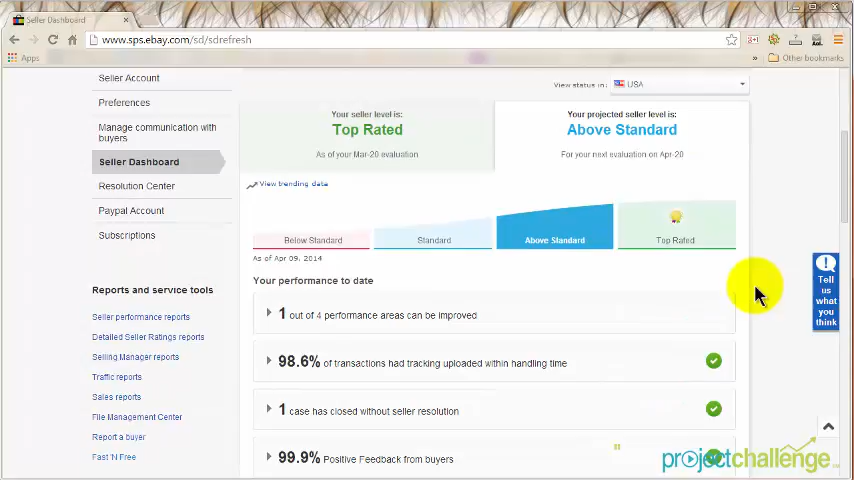 Seller Dashboard
www.sps.ebay.com/sd/sdrefresh
Apps
» Other bookmarks
Seller Account
Preferences
Manage communication with
buyers
Seller Dashboard
Resolution Center
Paypal Account
Subscriptions
Reports and service tools
Seller performance reports
Detailed Seller Ratings reports
Selling Manager reports
Traffic reports
Sales reports
File Management Center
Report a buyer
Fast 'N Free
View status in: USA
Your seller level is:
Top Rated
As of your Mar-20 evaluation
Your projected seller level is:
Above Standard
For your next evaluation on Apr-20
View trending data
Below Standard Standard Above Standard Top Rated
As of Apr 09, 2014
Your performance to date
1 out of 4 performance areas can be improved
98.6% of transactions had tracking uploaded within handling time
1 case has closed without seller resolution
99.9% Positive Feedback from buyers
Tell
us
what
you
think
projectchallenge